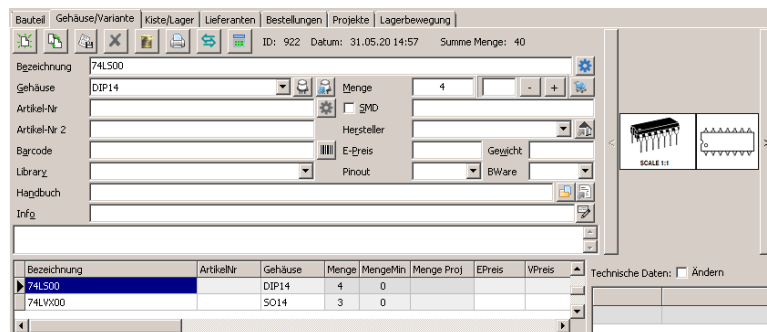 Bauteil Gehäuse/Variante Kiste/Lager Lieferanten Bestellungen Projekte Lagerbewegung
ID: 922 Datum: 31.05.20 14:57 Summe Menge: 40
Bezeichnung 74LS00
Gehäuse DIP14 Menge 4 - +
Artikel-Nr SMD
Artikel-Nr 2 Hersteller
Barcode E-Preis Gewicht
Library Pinout BWare
Handbuch
Info
< SCALE 1:1 >
Bezeichnung ArtikelNr Gehäuse Menge MengeMin Menge Proj EPreis VPreis
74LS00 DIP14 4 0
74LVX00 SO14 3 0
Technische Daten: Ändern